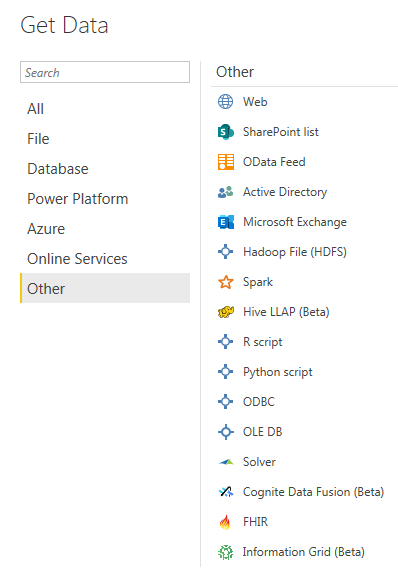 Get Data
Search
All
File
Database
Power Platform
Azure
Online Services
Other
Other
Web
SharePoint list
OData Feed
Active Directory
Microsoft Exchange
Hadoop File (HDFS)
Spark
Hive LLAP (Beta)
R script
Python script
ODBC
OLE DB
Solver
Cognite Data Fusion (Beta)
FHIR
Information Grid (Beta)